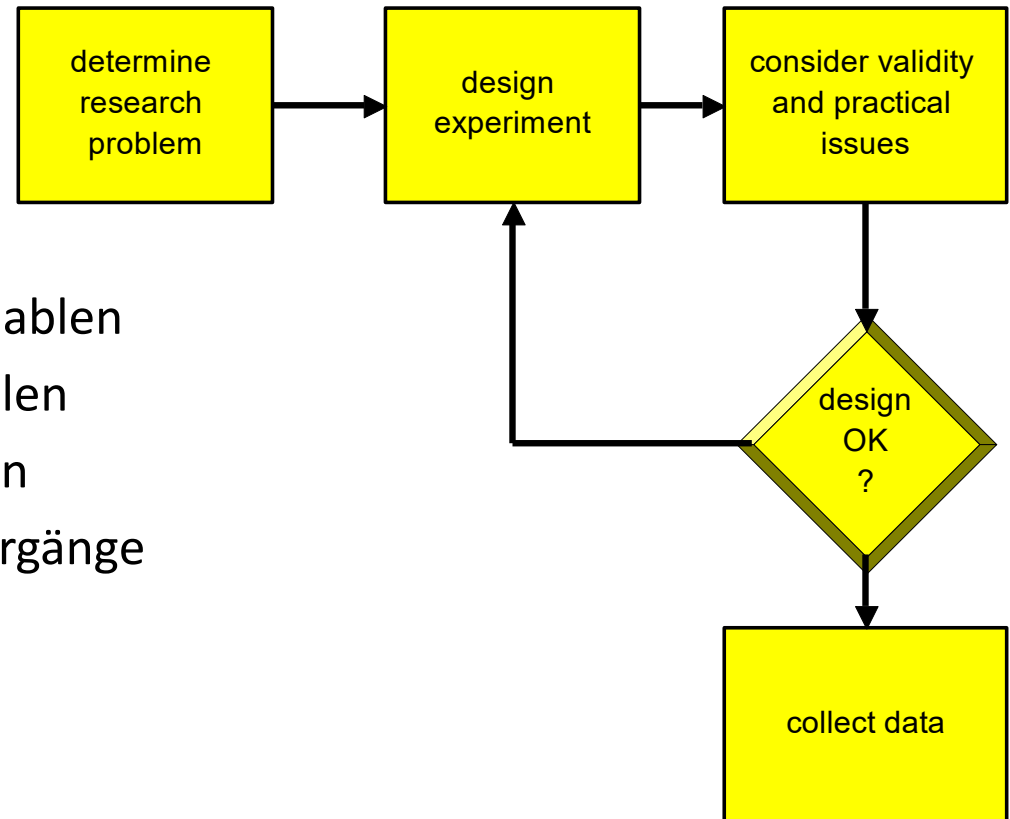 determine
research
problem
design
experiment
consider validity
and practical
issues
ablen
len
n
rgänge
design
OK
?
collect data